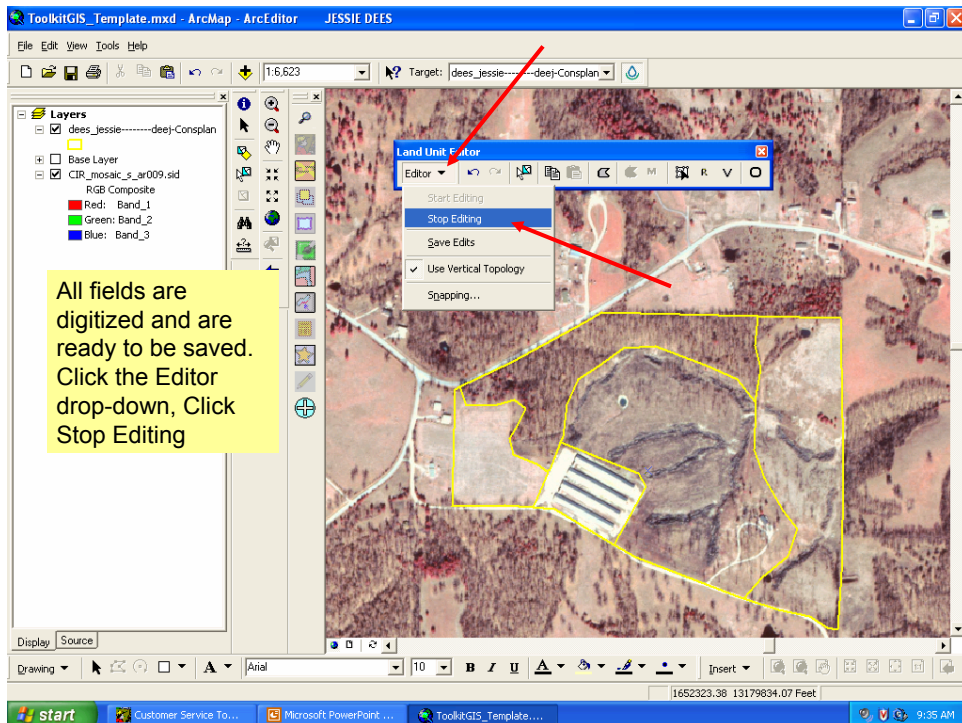 ToolkitGIS_Template.mxd - ArcMap - ArcEditor JESSIE DEES
File Edit View Tools Help
1:6,623
Target: dees_jessie--------deej-Consplan
Layers
dees_jessie--------deej-Consplan
Base Layer
CIR_mosaic_s_ar009.sid
RGB Composite
Red: Band_1
Green: Band_2
Blue: Band_3
Land Unit Editor
Editor
R
V
Start Editing
Stop Editing
Save Edits
Use Vertical Topology
Snapping...
All fields are
digitized and are
ready to be saved.
Click the Editor
drop-down, Click
Stop Editing
Display Source
Drawing A Arial 10 B I U A Insert
1652323.38 13179834.07 Feet
start Customer Service To... Microsoft PowerPoint ... ToolkitGIS_Template.... 9:35 AM